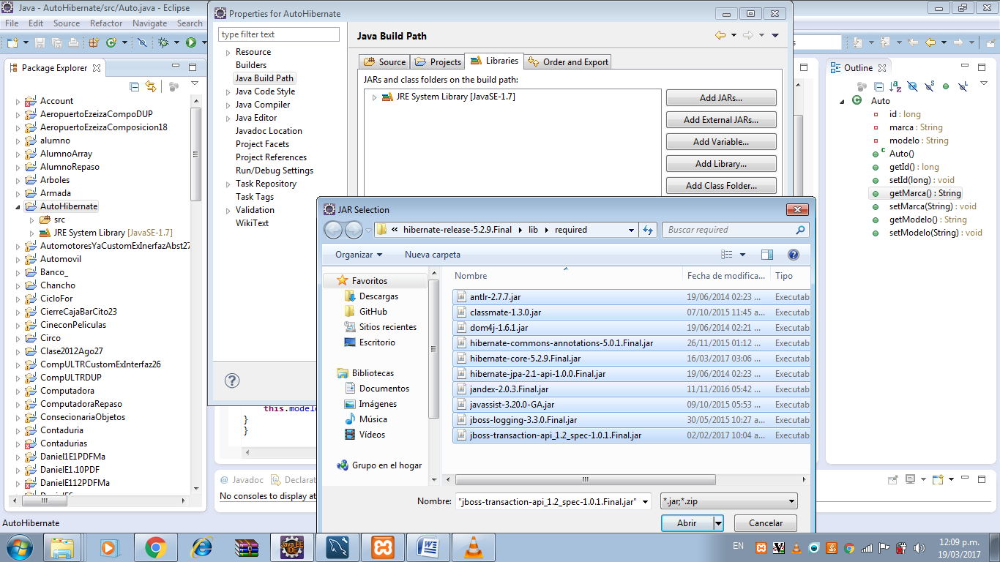 Java - AutoHibernate/src/Auto.java - Eclipse
File Edit Source Refactor Navigate Search
Package Explorer
Account
AeropuertoEzeizaCompoDUP
AeropuertoEzeizaComposicion18
alumno
AlumnoArray
AlumnoRepaso
Arboles
Armada
AutoHibernate
src
JRE System Library [JavaSE-1.7]
AutomotoresYaCustomExInerfazAbst27
Automovil
Banco_
Chancho
CicloFor
CierreCajaBarCito23
CineconPeliculas
Circo
Clase2012Ago27
CompULTRCustomExInterfaz26
CompULTRDUP
Computadora
ComputadoraRepaso
ConsecionariaObjetos
Contaduria
Contadurias
Daniel1E1PDFMa
DanielE1.10PDF
DanielE112PDFMa
AutoHibernate
Properties for AutoHibernate
type filter text
Resource
Builders
Java Build Path
Java Code Style
Java Compiler
Java Editor
Javadoc Location
Project Facets
Project References
Run/Debug Settings
Task Repository
Task Tags
Validation
WikiText
Java Build Path
Source Projects Libraries Order and Export
JARs and class folders on the build path:
JRE System Library [JavaSE-1.7]
Add JARs...
Add External JARs...
Add Variable...
Add Library...
Add Class Folder...
this.modelo
}
}
@ Javadoc Declarat
No consoles to display at
JAR Selection
« hibernate-release-5.2.9.Final lib required
Buscar required
Organizar Nueva carpeta
Favoritos
Descargas
GitHub
Sitios recientes
Escritorio
Bibliotecas
Documentos
Imágenes
Música
Vídeos
Grupo en el hogar
Nombre Fecha de modifica... Tipo
antlr-2.7.7.jar 19/06/2014 02:23 ... Executab
classmate-1.3.0.jar 07/10/2015 11:45 a... Executab
dom4j-1.6.1.jar 19/06/2014 02:21 ... Executab
hibernate-commons-annotations-5.0.1.Final.jar 26/11/2015 01:12 ... Executab
hibernate-core-5.2.9.Final.jar 16/03/2017 03:06 ... Executab
hibernate-jpa-2.1-api-1.0.0.Final.jar 19/06/2014 02:23 ... Executab
jandex-2.0.3.Final.jar 11/11/2016 05:42 ... Executab
javassist-3.20.0-GA.jar 09/10/2015 05:53 ... Executab
jboss-logging-3.3.0.Final.jar 30/05/2015 10:27 a... Executab
jboss-transaction-api_1.2_spec-1.0.1.Final.jar 02/02/2017 10:04 a... Executab
Nombre: "jboss-transaction-api_1.2_spec-1.0.1.Final.jar" *.jar;*.zip
Abrir Cancelar
Outline
Auto
id : long
marca : String
modelo : String
Auto()
getId() : long
setId(long) : void
getMarca() : String
setMarca(String) : void
getModelo() : String
setModelo(String) : void
Java EE
IDE
EN
12:09 p.m.
19/03/2017